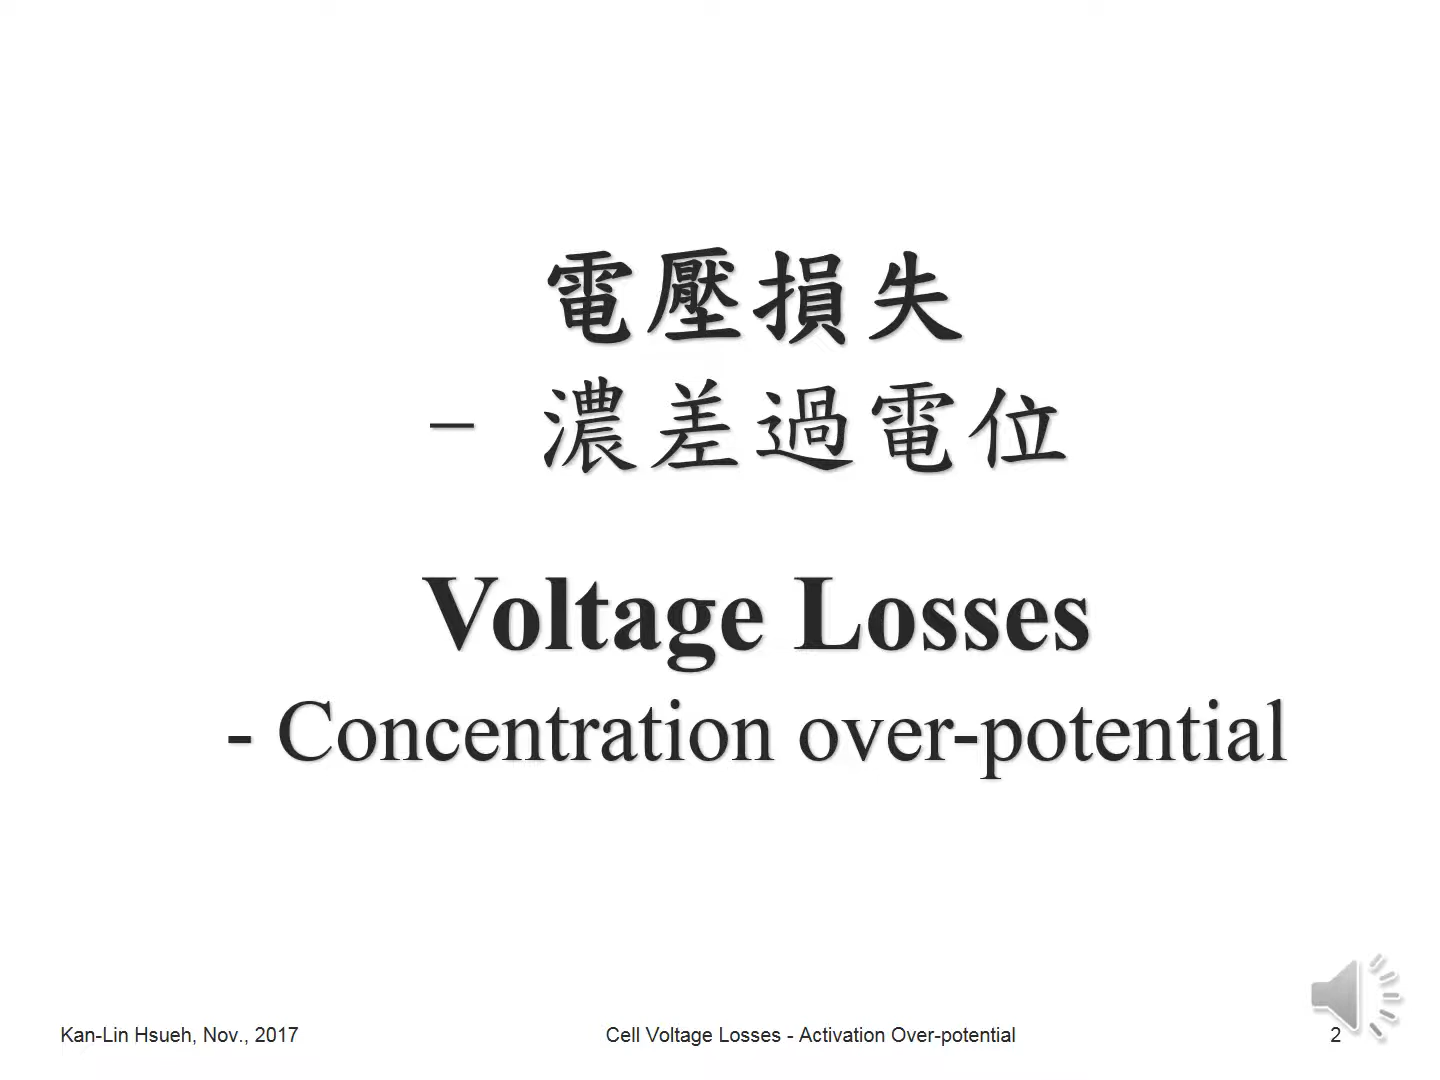 電壓損失
– 濃差過電位
Voltage Losses
- Concentration over-potential
Kan-Lin Hsueh, Nov., 2017
Cell Voltage Losses - Activation Over-potential
2